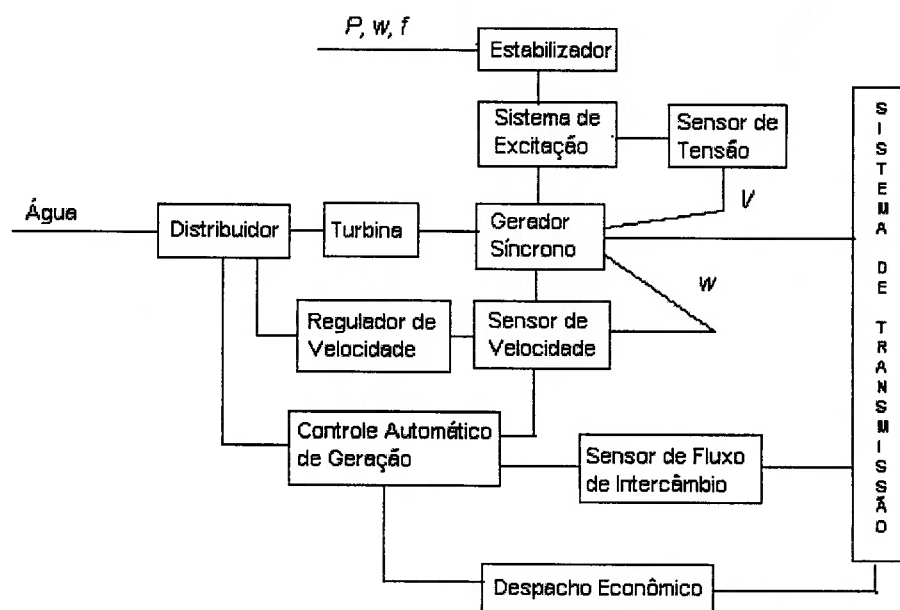 P, w, f
Estabilizador
Sistema de
Excitação
Sensor de
Tensão
V
Água
Distribuidor
Turbina
Gerador
Síncrono
w
Regulador de
Velocidade
Sensor de
Velocidade
Controle Automático
de Geração
Sensor de Fluxo
de Intercâmbio
Despacho Econômico
SISTEMA DE TRANSMISSÃO